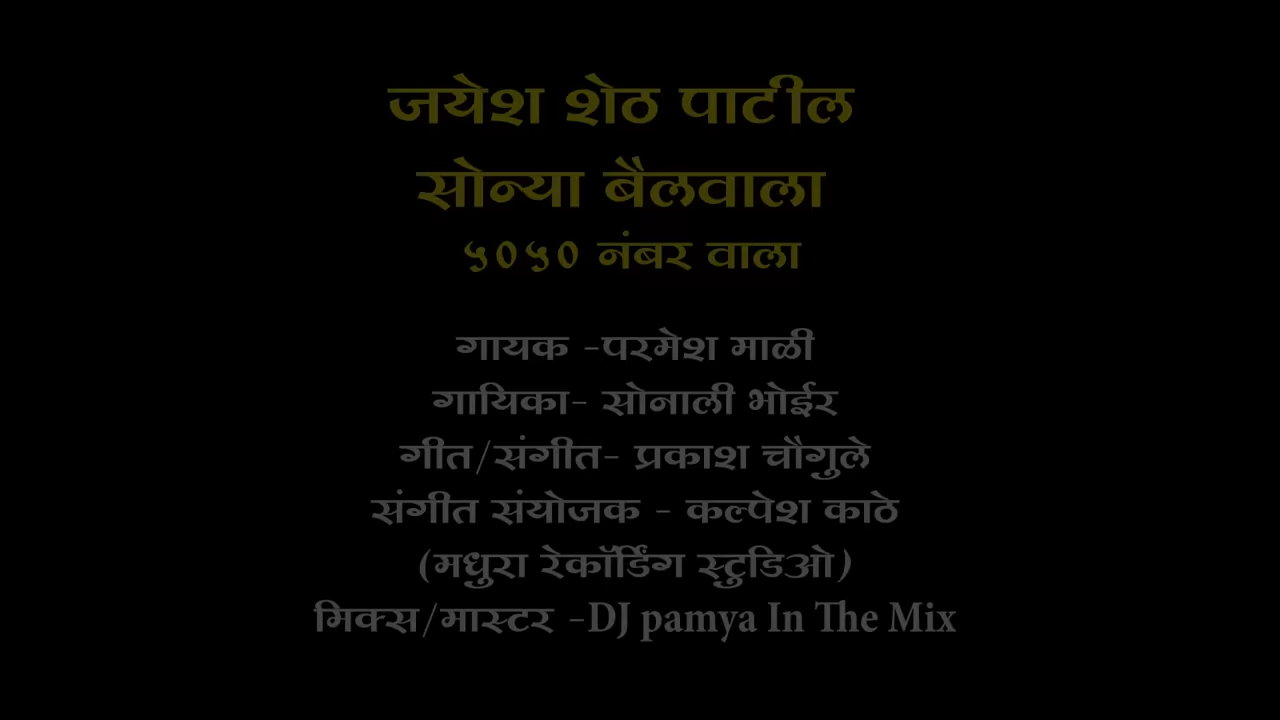 जयेश शेठ पाटील
सोन्या बैलवाला
५०५० नंबर वाला
गायक -परमेश माळी
गायिका- सोनाली भोईर
गीत/संगीत- प्रकाश चौगुले
संगीत संयोजक - कल्पेश काठे
(मधुरा रेकॉर्डिंग स्टुडिओ)
मिक्स/मास्टर -DJ pamya In The Mix